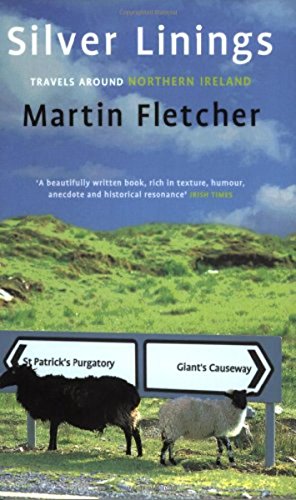 Silver Linings
TRAVELS AROUND NORTHERN IRELAND
Martin Fletcher
'A beautifully written book, rich in texture, humour,
anecdote and historical resonance' IRISH TIMES
St Patrick's Purgatory
Giant's Causeway